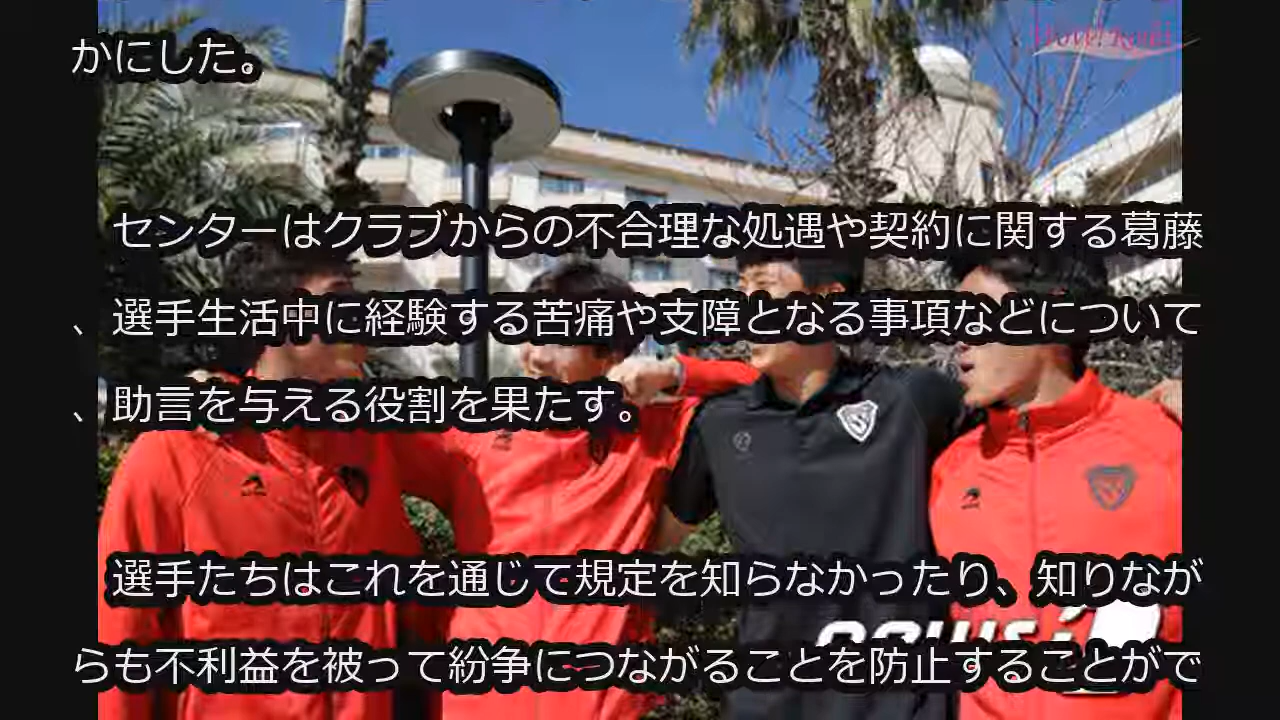 かにした。
センターはクラブからの不合理な処遇や契約に関する葛藤
、選手生活中に経験する苦痛や支障となる事項などについて
、助言を与える役割を果たす。
選手たちはこれを通じて規定を知らなかったり、知りなが
らも不利益を被って紛争につながることを防止することがで